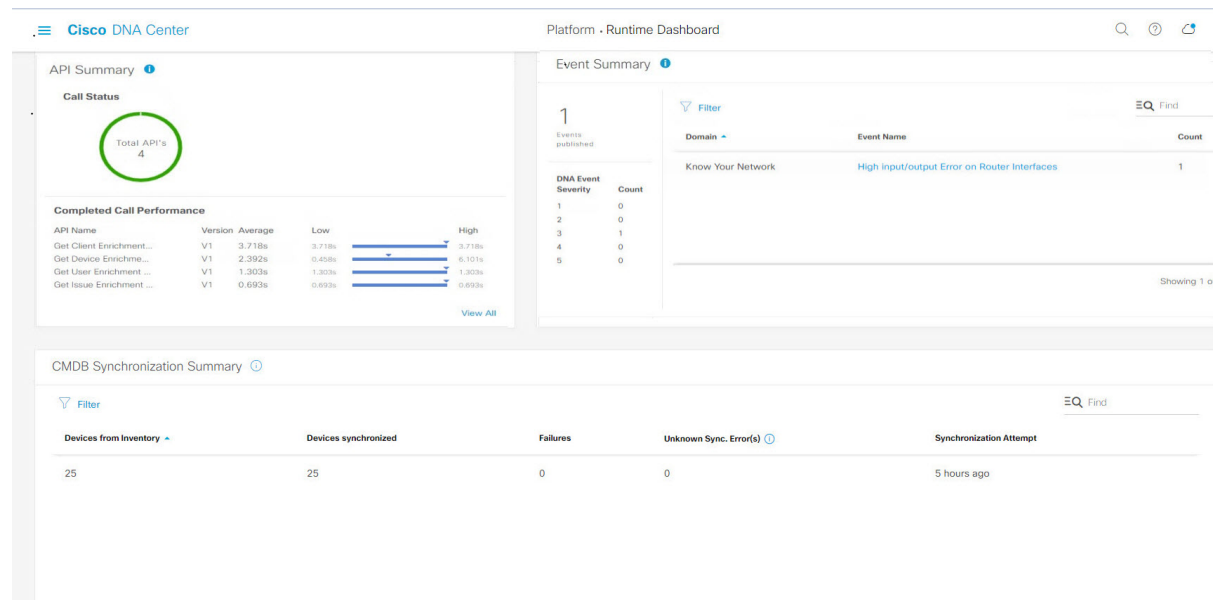 Cisco DNA Center
Platform • Runtime Dashboard
API Summary
Call Status
Total API's
4
Completed Call Performance
API Name Version Average Low High
Get Client Enrichment... V1 3.718s 3.718s 3.718s
Get Device Enrichme... V1 2.392s 0.458s 6.101s
Get User Enrichment ... V1 1.303s 1.303s 1.303s
Get Issue Enrichment ... V1 0.693s 0.693s 0.693s
View All
Event Summary
1
Events
published
DNA Event
Severity Count
1 0
2 0
3 1
4 0
5 0
Filter
Find
Domain Event Name Count
Know Your Network High input/output Error on Router Interfaces 1
Showing 1 o
CMDB Synchronization Summary
Filter
Find
Devices from Inventory Devices synchronized Failures Unknown Sync. Error(s) Synchronization Attempt
25 25 0 0 5 hours ago